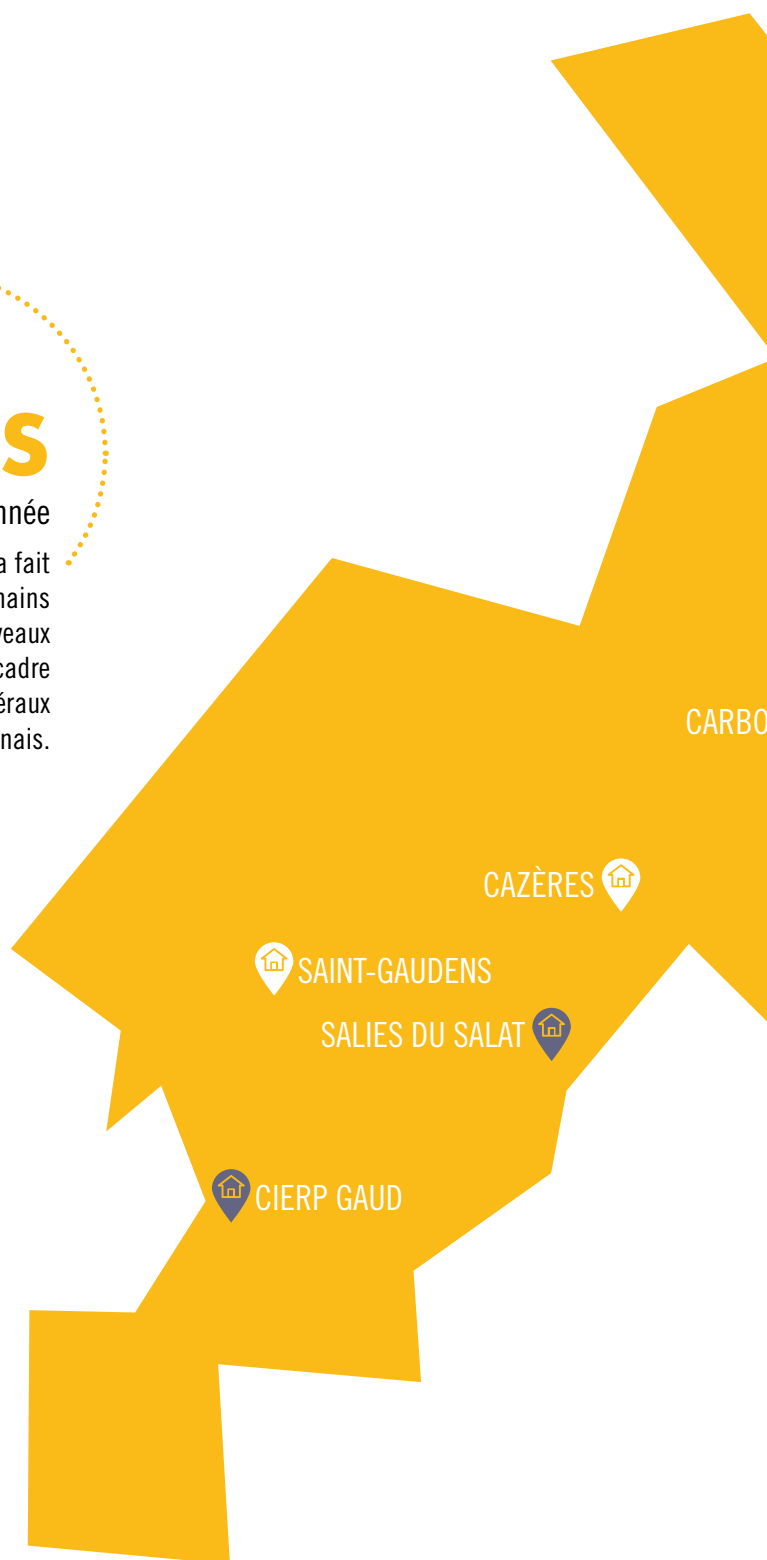 s
nnée
a fait
nains
veaux
cadre
éraux
nais.
CARBO
CAZÈRES
SAINT-GAUDENS
SALIES DU SALAT
CIERP GAUD